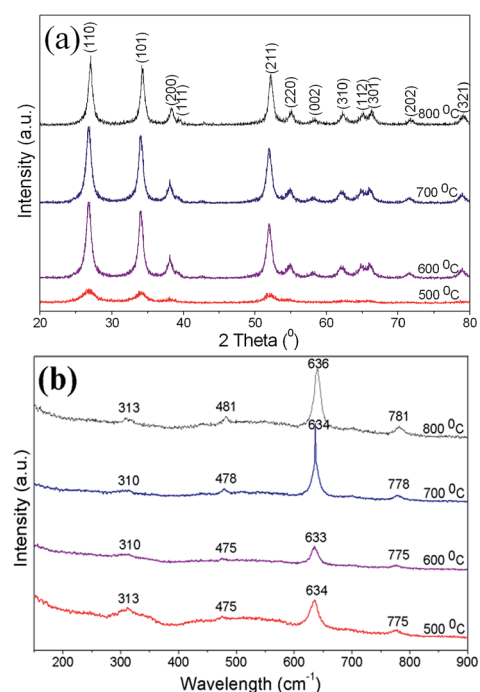 (a)
(110)
(101)
(200)
(111)
(211)
(220)
(002)
(310)
(112)
(301)
(202)
(321)
800 ⁰C
700 ⁰C
600 ⁰C
500 ⁰C
Intensity (a.u.)
20 30 40 50 60 70 80
2 Theta (⁰)
(b)
636
313 481 781
800 ⁰C
634
310 478 778
700 ⁰C
633
310 475 775
600 ⁰C
634
313 475 775
500 ⁰C
Intensity (a.u.)
200 300 400 500 600 700 800 900
Wavelength (cm⁻¹)